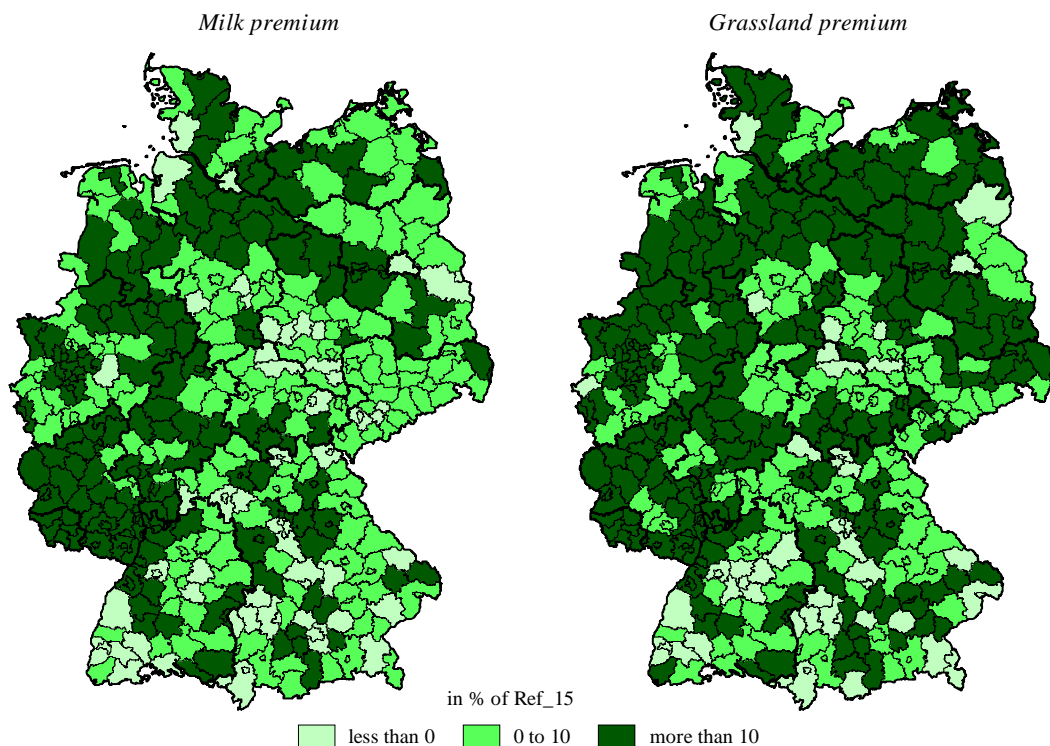 Milk premium
Grassland premium
in % of Ref_15
less than 0
0 to 10
more than 10